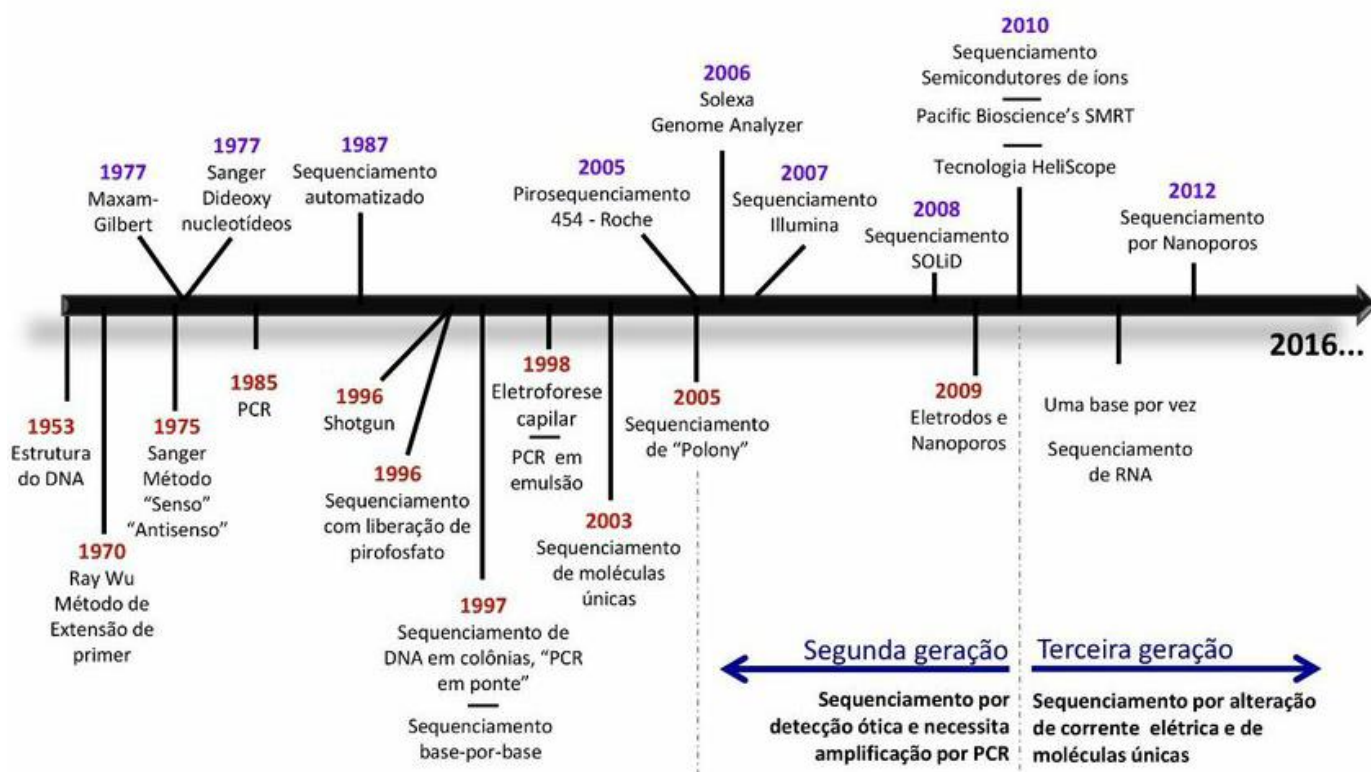 1977
Maxam-
Gilbert
1977
Sanger
Dideoxy
nucleotídeos
1987
Sequenciamento
automatizado
2005
Pirosequenciamento
454 - Roche
2006
Solexa
Genome Analyzer
2007
Sequenciamento
Illumina
2008
Sequenciamento
SOLiD
2010
Sequenciamento
Semicondutores de íons
Pacific Bioscience's SMRT
Tecnologia HeliScope
2012
Sequenciamento
por Nanoporos
2016...
1953
Estrutura
do DNA
1970
Ray Wu
Método de
Extensão de
primer
1975
Sanger
Método
“Senso”
“Antisenso”
1985
PCR
1996
Shotgun
1996
Sequenciamento
com liberação de
pirofosfato
1997
Sequenciamento de
DNA em colônias, “PCR
em ponte”
Sequenciamento
base-por-base
1998
Eletroforese
capilar
PCR em
emulsão
2003
Sequenciamento
de moléculas
únicas
2005
Sequenciamento
de “Polony”
2009
Eletrodos e
Nanoporos
Uma base por vez
Sequenciamento
de RNA
Segunda geração
Sequenciamento por
detecção ótica e necessita
amplificação por PCR
Terceira geração
Sequenciamento por alteração
de corrente elétrica e de
moléculas únicas